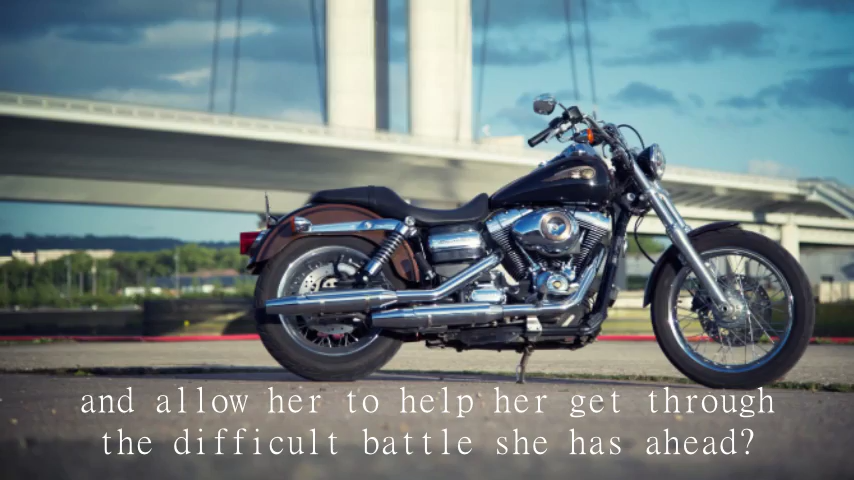 and allow her to help her get through
the difficult battle she has ahead?